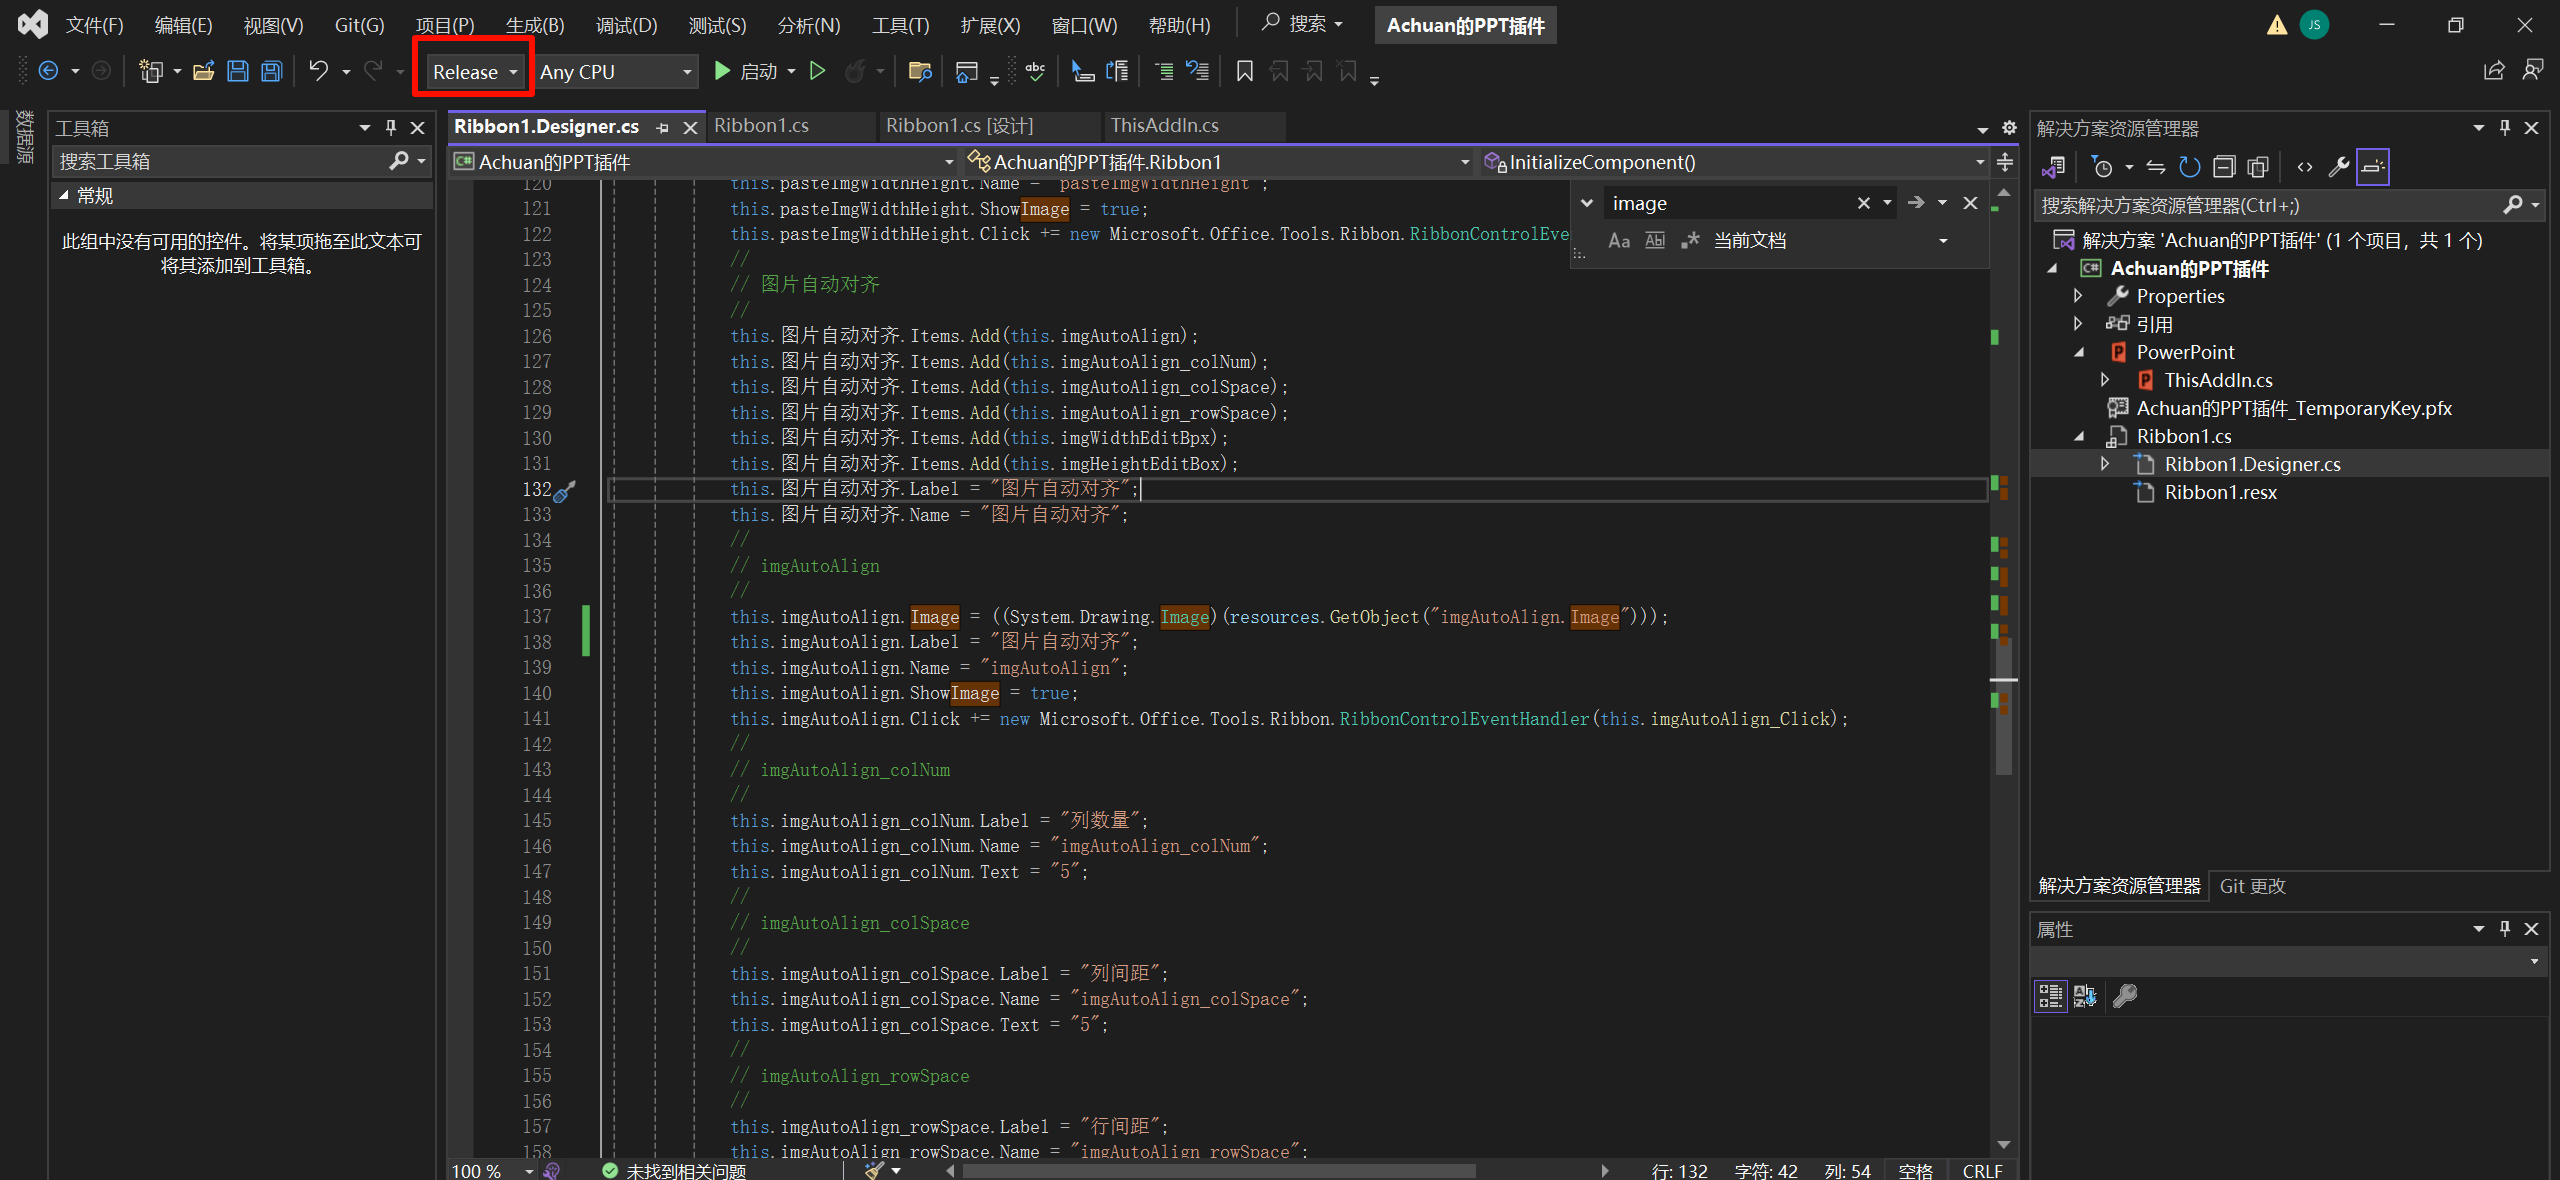 文件(F) 编辑(E) 视图(V) Git(G) 项目(P) 生成(B) 调试(D) 测试(S) 分析(N) 工具(T) 扩展(X) 窗口(W) 帮助(H) 搜索 Achuan的PPT插件 JS
Release Any CPU 启动 abc
数据源
工具箱
搜索工具箱
常规
此组中没有可用的控件。将某项拖至此文本可
将其添加到工具箱。
Ribbon1.Designer.cs Ribbon1.cs Ribbon1.cs [设计] ThisAddIn.cs
C# Achuan的PPT插件 Achuan的PPT插件.Ribbon1 InitializeComponent()
image
Aa Ab .* 当前文档
120 this.pasteImgWidthHeight.Name = "pasteImgWidthHeight";
121 this.pasteImgWidthHeight.ShowImage = true;
122 this.pasteImgWidthHeight.Click += new Microsoft.Office.Tools.Ribbon.RibbonControlEve
123 //
124 // 图片自动对齐
125 //
126 this.图片自动对齐.Items.Add(this.imgAutoAlign);
127 this.图片自动对齐.Items.Add(this.imgAutoAlign_colNum);
128 this.图片自动对齐.Items.Add(this.imgAutoAlign_colSpace);
129 this.图片自动对齐.Items.Add(this.imgAutoAlign_rowSpace);
130 this.图片自动对齐.Items.Add(this.imgWidthEditBpx);
131 this.图片自动对齐.Items.Add(this.imgHeightEditBox);
132 this.图片自动对齐.Label = "图片自动对齐";
133 this.图片自动对齐.Name = "图片自动对齐";
134 //
135 // imgAutoAlign
136 //
137 this.imgAutoAlign.Image = ((System.Drawing.Image)(resources.GetObject("imgAutoAlign.Image")));
138 this.imgAutoAlign.Label = "图片自动对齐";
139 this.imgAutoAlign.Name = "imgAutoAlign";
140 this.imgAutoAlign.ShowImage = true;
141 this.imgAutoAlign.Click += new Microsoft.Office.Tools.Ribbon.RibbonControlEventHandler(this.imgAutoAlign_Click);
142 //
143 // imgAutoAlign_colNum
144 //
145 this.imgAutoAlign_colNum.Label = "列数量";
146 this.imgAutoAlign_colNum.Name = "imgAutoAlign_colNum";
147 this.imgAutoAlign_colNum.Text = "5";
148 //
149 // imgAutoAlign_colSpace
150 //
151 this.imgAutoAlign_colSpace.Label = "列间距";
152 this.imgAutoAlign_colSpace.Name = "imgAutoAlign_colSpace";
153 this.imgAutoAlign_colSpace.Text = "5";
154 //
155 // imgAutoAlign_rowSpace
156 //
157 this.imgAutoAlign_rowSpace.Label = "行间距";
158 this.imgAutoAlign_rowSpace.Name = "imgAutoAlign_rowSpace";
100 % 未找到相关问题 行: 132 字符: 42 列: 54 空格 CRLF
解决方案资源管理器
搜索解决方案资源管理器(Ctrl+;)
解决方案 'Achuan的PPT插件' (1 个项目，共 1 个)
C# Achuan的PPT插件
Properties
引用
PowerPoint
ThisAddIn.cs
Achuan的PPT插件_TemporaryKey.pfx
Ribbon1.cs
Ribbon1.Designer.cs
Ribbon1.resx
解决方案资源管理器 Git 更改
属性